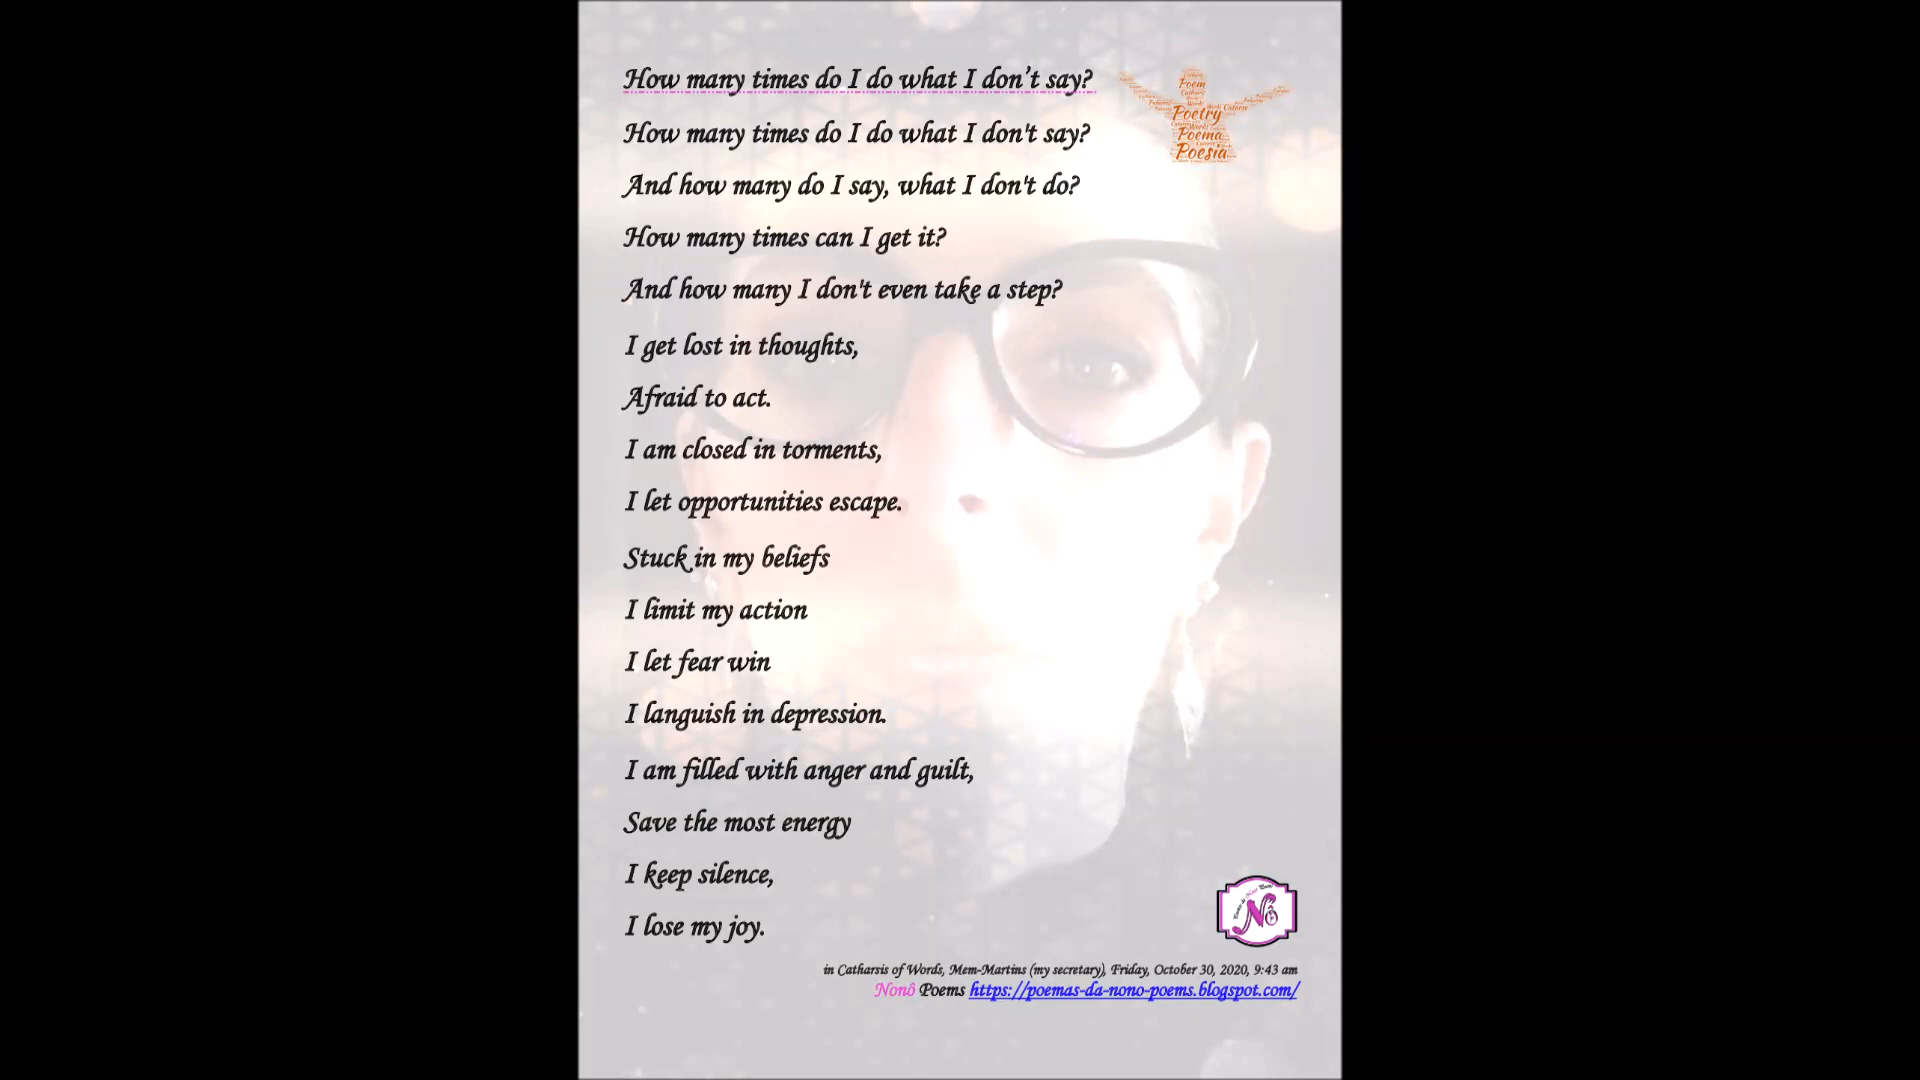 How many times do I do what I don’t say?
Poem
Poetry
Poema
Poesia
How many times do I do what I don't say?
And how many do I say, what I don't do?
How many times can I get it?
And how many I don't even take a step?
I get lost in thoughts,
Afraid to act.
I am closed in torments,
I let opportunities escape.
Stuck in my beliefs
I limit my action
I let fear win
I languish in depression.
I am filled with anger and guilt,
Save the most energy
I keep silence,
I lose my joy.
Nô
in Catharsis of Words, Mem-Martins (my secretary), Friday, October 30, 2020, 9:43 am
Nonô Poems https://poemas-da-nono-poems.blogspot.com/